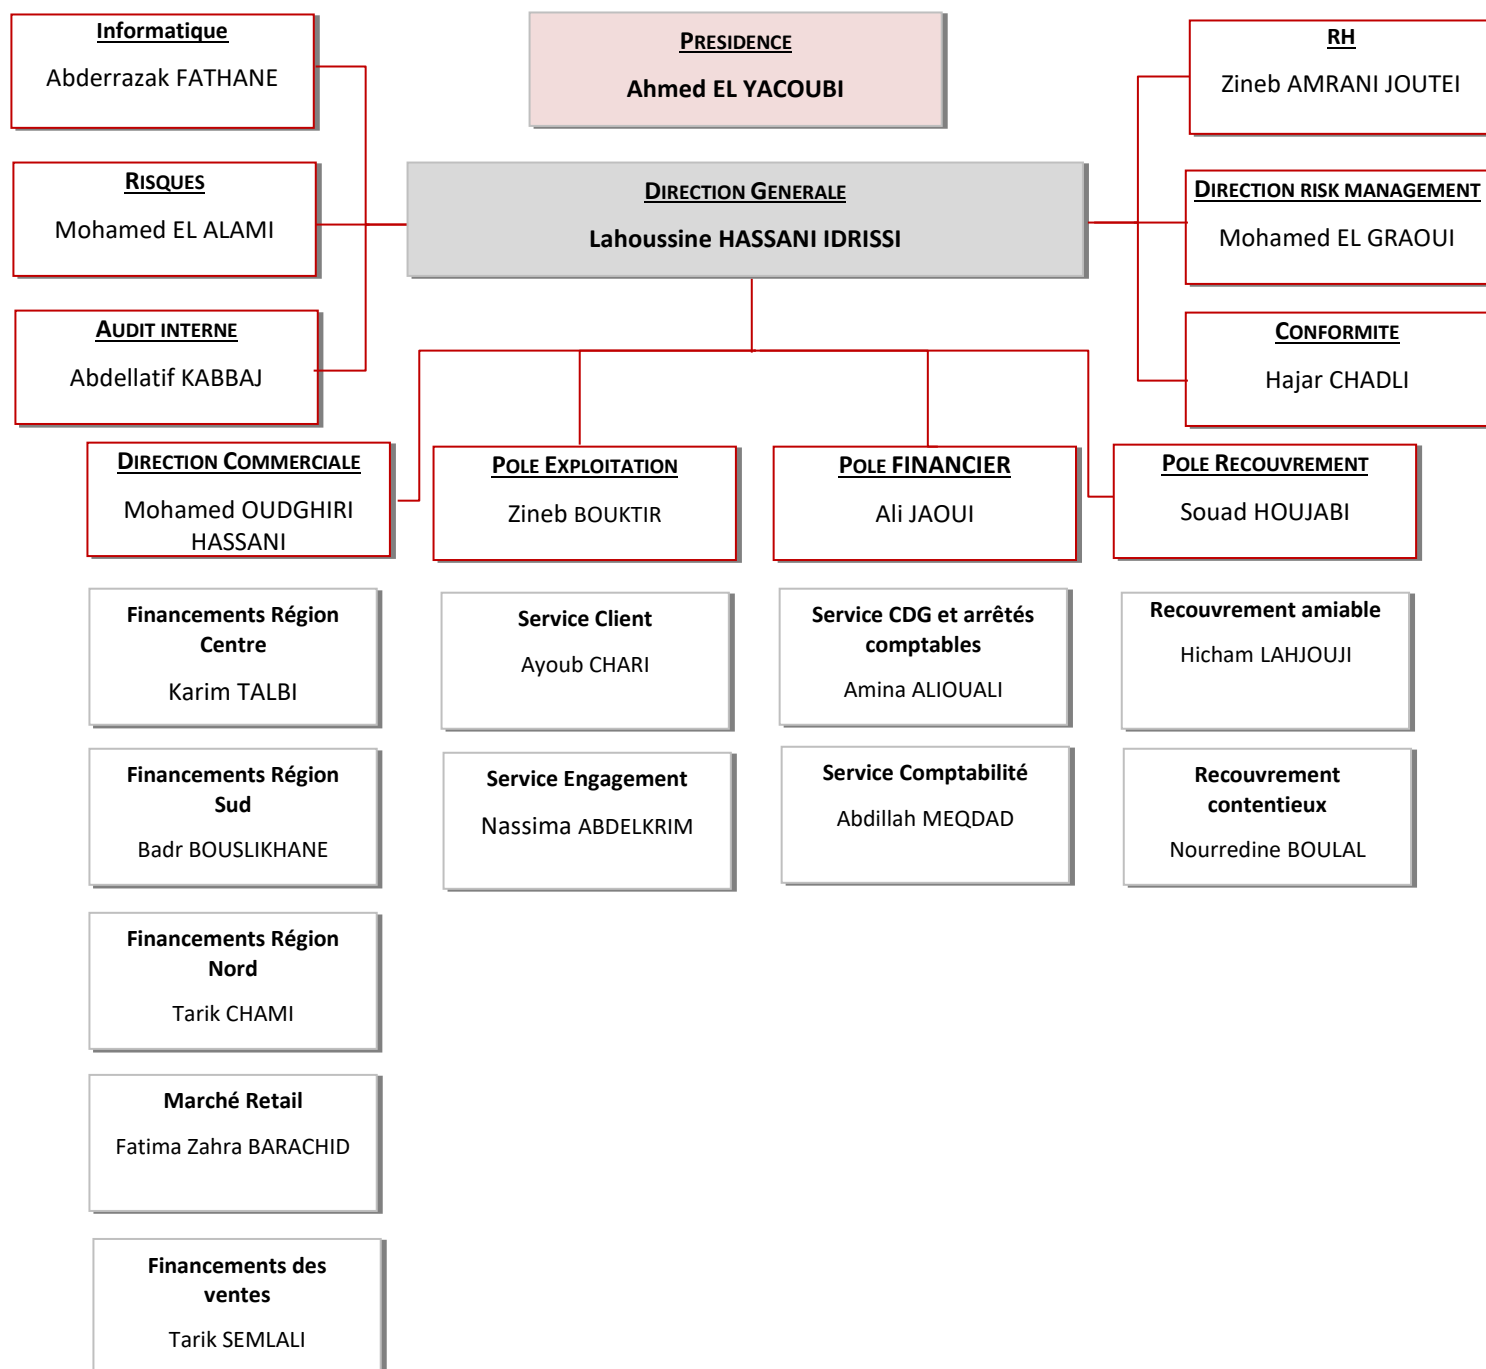 Informatique
Abderrazak FATHANE
PRESIDENCE
Ahmed EL YACOUBI
RH
Zineb AMRANI JOUTEI
RISQUES
Mohamed EL ALAMI
DIRECTION GENERALE
Lahoussine HASSANI IDRISSI
DIRECTION RISK MANAGEMENT
Mohamed EL GRAOUI
AUDIT INTERNE
Abdellatif KABBAJ
CONFORMITE
Hajar CHADLI
DIRECTION COMMERCIALE
Mohamed OUDGHIRI
HASSANI
POLE EXPLOITATION
Zineb BOUKTIR
POLE FINANCIER
Ali JAOUI
POLE RECOUVREMENT
Souad HOUJABI
Financements Région
Centre
Karim TALBI
Service Client
Ayoub CHARI
Service CDG et arrêtés
comptables
Amina ALIOUALI
Recouvrement amiable
Hicham LAHJOUJI
Financements Région
Sud
Badr BOUSLIKHANE
Service Engagement
Nassima ABDELKRIM
Service Comptabilité
Abdillah MEQDAD
Recouvrement
contentieux
Nourredine BOULAL
Financements Région
Nord
Tarik CHAMI
Marché Retail
Fatima Zahra BARACHID
Financements des
ventes
Tarik SEMLALI